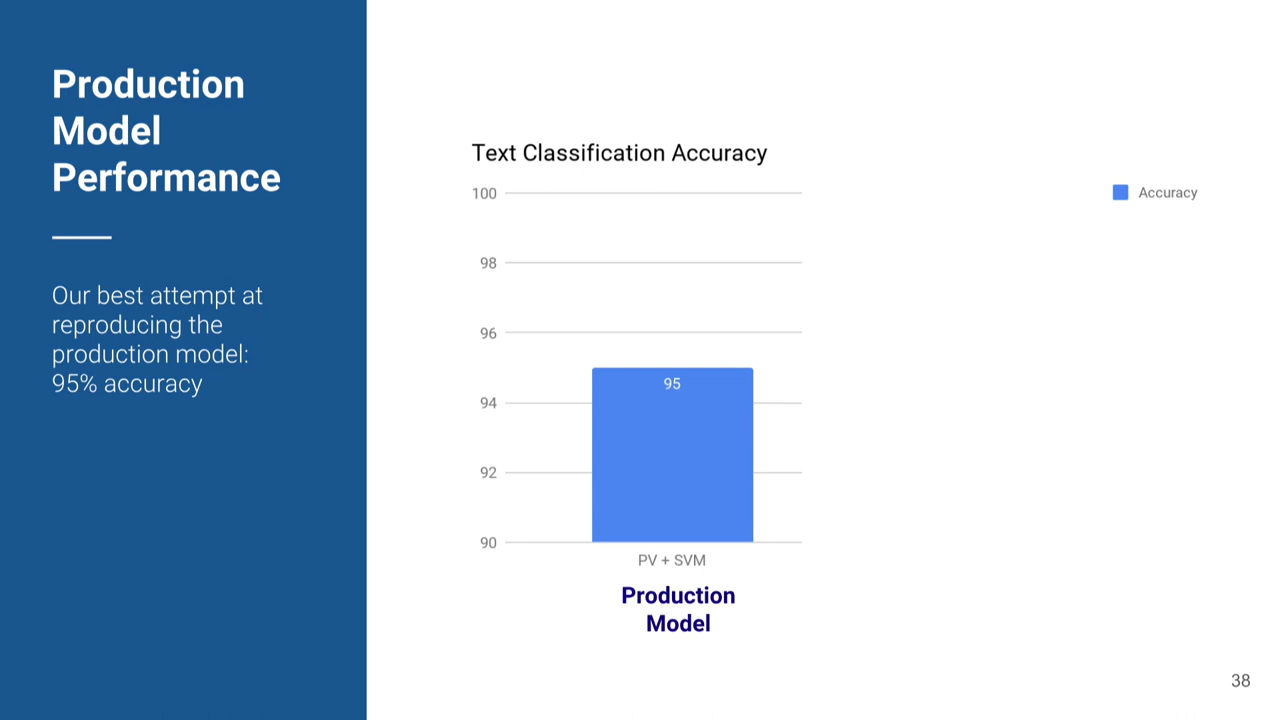 Production
Model
Performance
Our best attempt at
reproducing the
production model:
95% accuracy
Text Classification Accuracy
100
98
96
94
92
90
95
PV + SVM
Production
Model
Accuracy
38